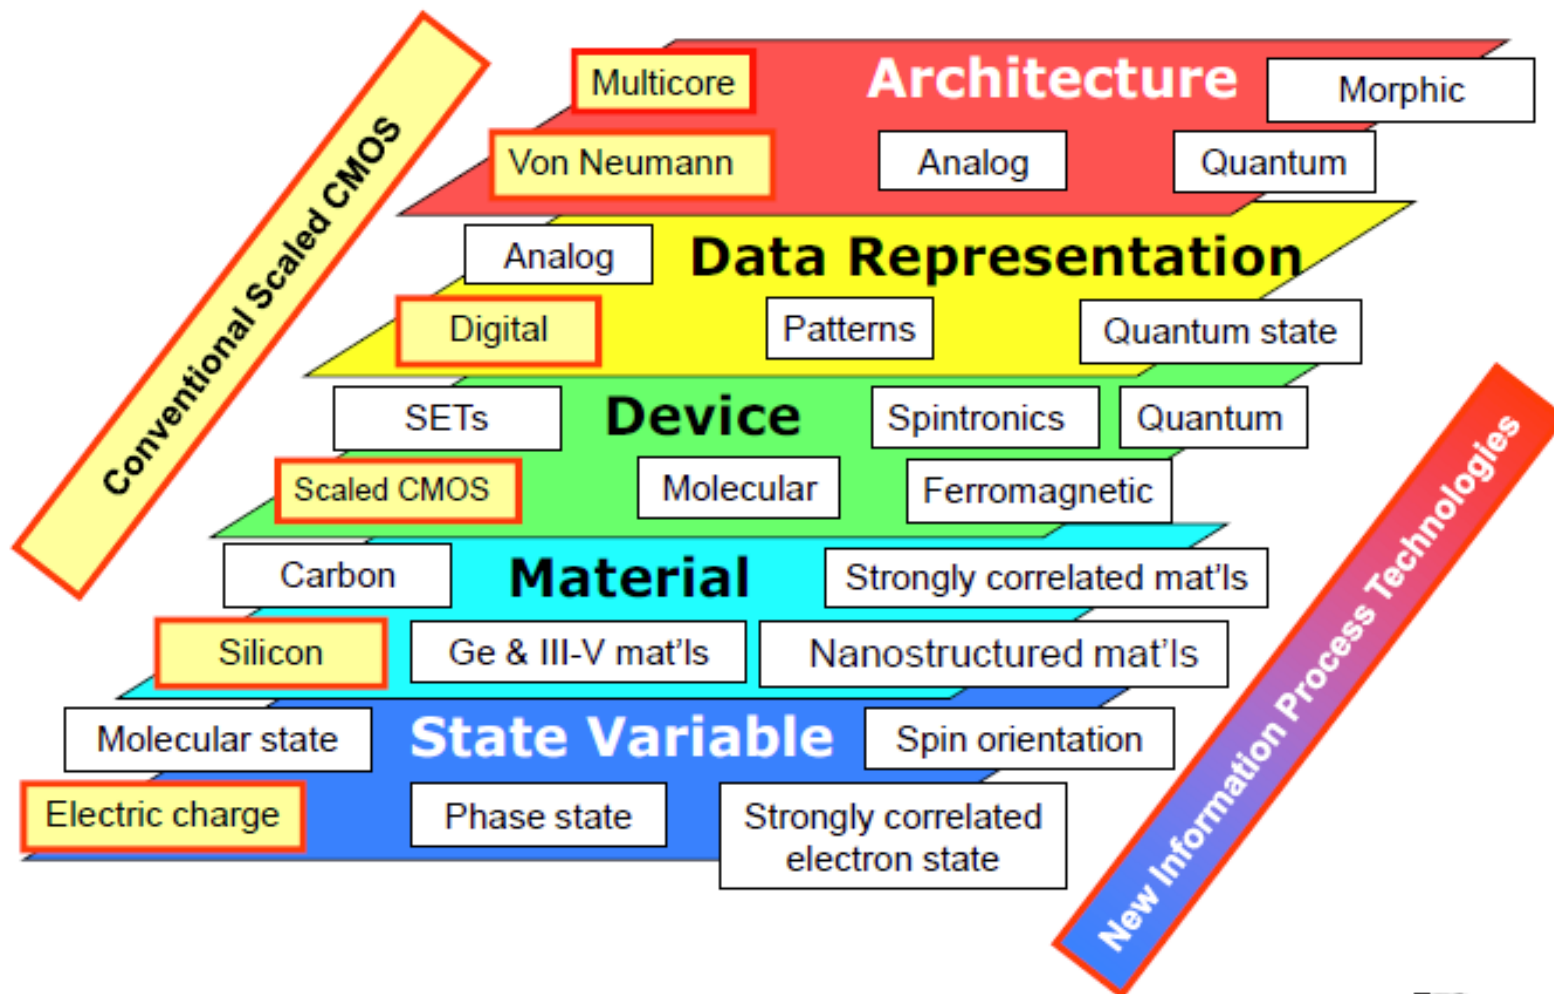 Conventional Scaled CMOS
Multicore
Architecture
Morphic
Von Neumann
Analog
Quantum
Analog
Data Representation
Digital
Patterns
Quantum state
SETs
Device
Spintronics
Quantum
Scaled CMOS
Molecular
Ferromagnetic
Carbon
Material
Strongly correlated mat'ls
Silicon
Ge & III-V mat'ls
Nanostructured mat'ls
Molecular state
State Variable
Spin orientation
Electric charge
Phase state
Strongly correlated
electron state
New Information Process Technologies